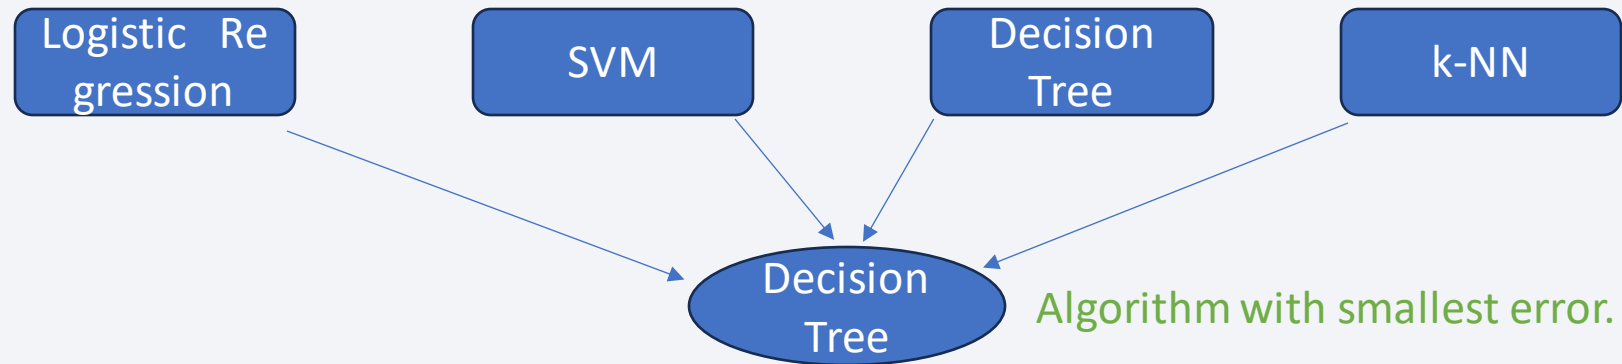 Logistic Re
gression
SVM
Decision
Tree
k-NN
Decision
Tree
Algorithm with smallest error.